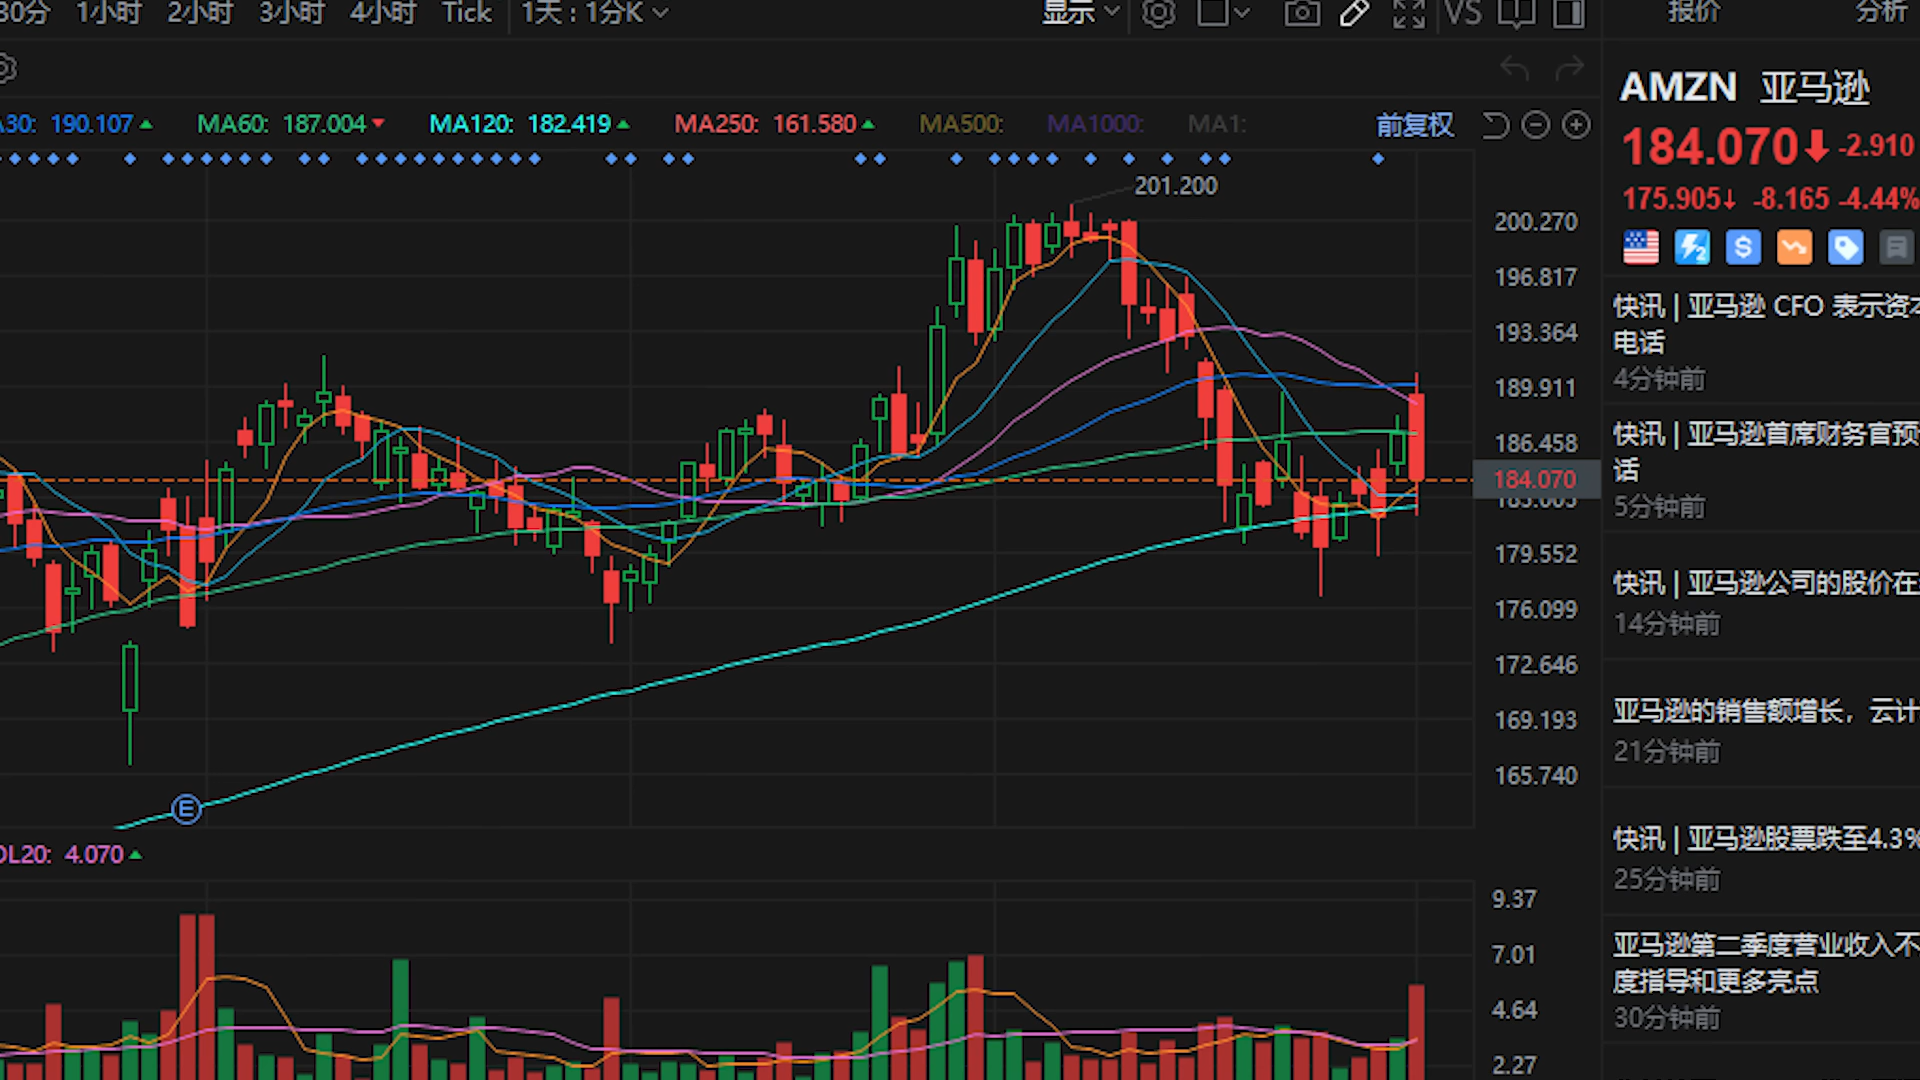 30分 1小时 2小时 3小时 4小时 Tick 1天 : 1分K 显示 VS 报价 分析
A30: 190.107 MA60: 187.004 MA120: 182.419 MA250: 161.580 MA500: MA1000: MA1: 前复权
AMZN 亚马逊
184.070 -2.910
175.905↓ -8.165 -4.44%
201.200
200.270
196.817
193.364
189.911
186.458
184.070
179.552
176.099
172.646
169.193
165.740
E
OL20: 4.070
9.37
7.01
4.64
2.27
快讯 | 亚马逊 CFO 表示资本
电话
4分钟前
快讯 | 亚马逊首席财务官预
话
5分钟前
快讯 | 亚马逊公司的股价在
14分钟前
亚马逊的销售额增长，云计
21分钟前
快讯 | 亚马逊股票跌至4.3%
25分钟前
亚马逊第二季度营业收入不
度指导和更多亮点
30分钟前